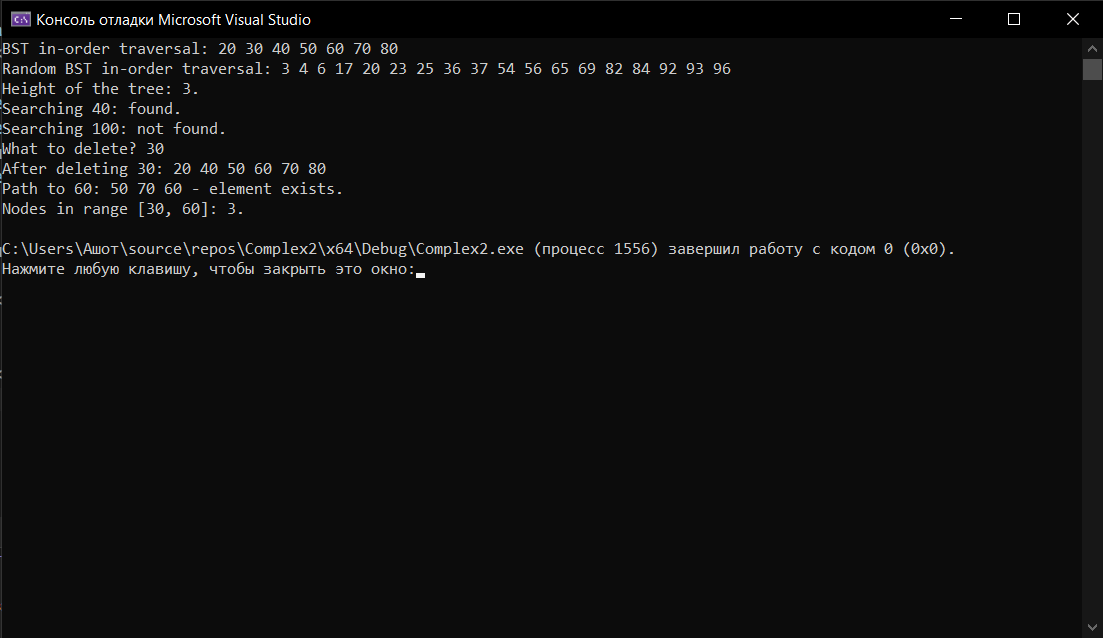 Консоль отладки Microsoft Visual Studio
BST in-order traversal: 20 30 40 50 60 70 80
Random BST in-order traversal: 3 4 6 17 20 23 25 36 37 54 56 65 69 82 84 92 93 96
Height of the tree: 3.
Searching 40: found.
Searching 100: not found.
What to delete? 30
After deleting 30: 20 40 50 60 70 80
Path to 60: 50 70 60 - element exists.
Nodes in range [30, 60]: 3.
C:\Users\Ашот\source\repos\Complex2\x64\Debug\Complex2.exe (процесс 1556) завершил работу с кодом 0 (0x0).
Нажмите любую клавишу, чтобы закрыть это окно: